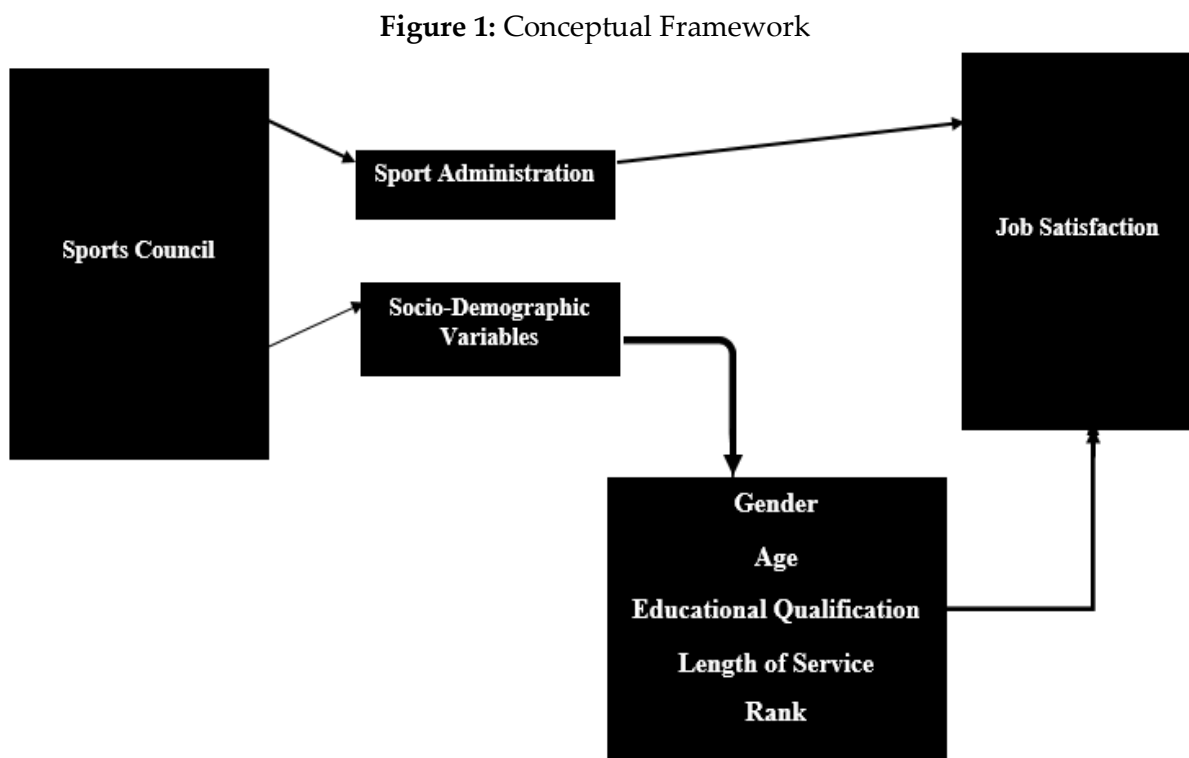 Figure 1: Conceptual Framework
Sport Administration
Sports Council
Job Satisfaction
Socio-Demographic
Variables
Gender
Age
Educational Qualification
Length of Service
Rank